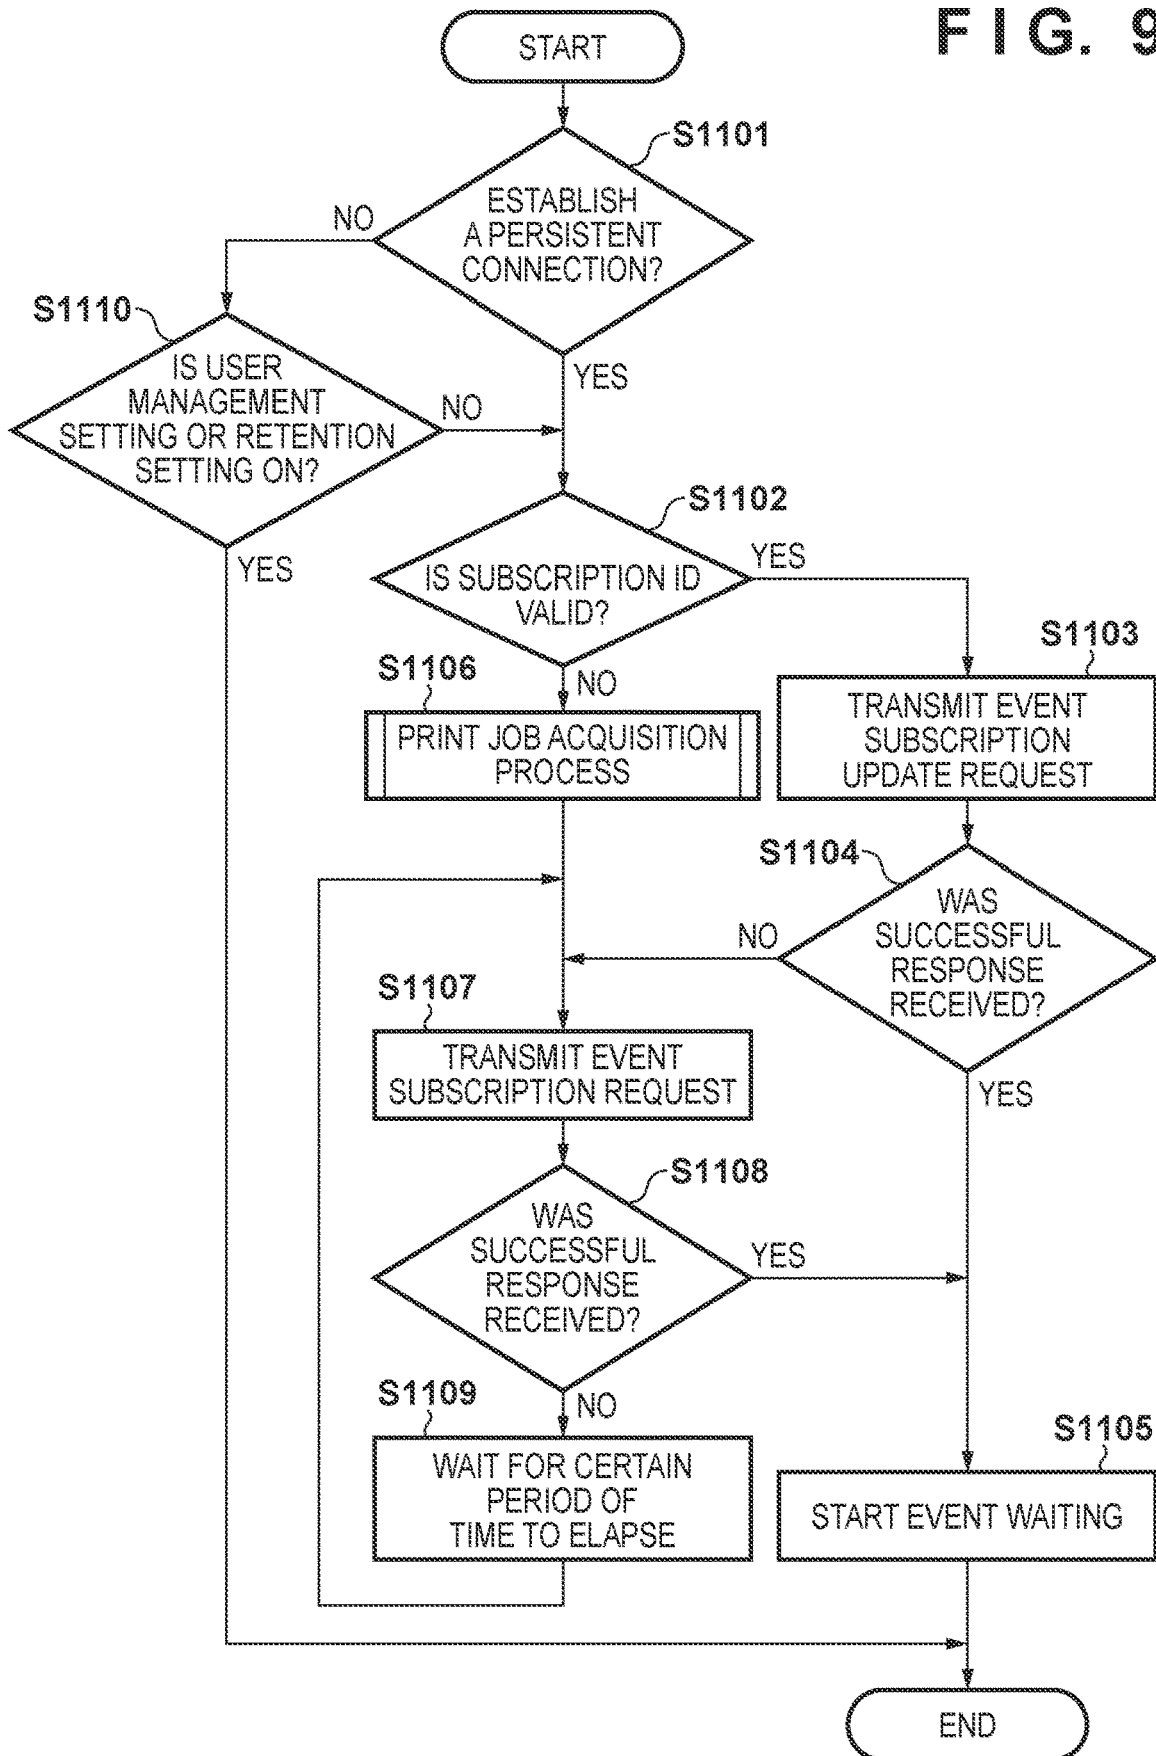 FIG. 9
START
S1101
ESTABLISH
A PERSISTENT
CONNECTION?
NO
YES
S1110
IS USER
MANAGEMENT
SETTING OR RETENTION
SETTING ON?
NO
YES
S1102
IS SUBSCRIPTION ID
VALID?
YES
NO
S1103
TRANSMIT EVENT
SUBSCRIPTION
UPDATE REQUEST
S1106
PRINT JOB ACQUISITION
PROCESS
S1104
WAS
SUCCESSFUL
RESPONSE
RECEIVED?
NO
YES
S1107
TRANSMIT EVENT
SUBSCRIPTION REQUEST
S1108
WAS
SUCCESSFUL
RESPONSE
RECEIVED?
YES
NO
S1109
WAIT FOR CERTAIN
PERIOD OF
TIME TO ELAPSE
S1105
START EVENT WAITING
END